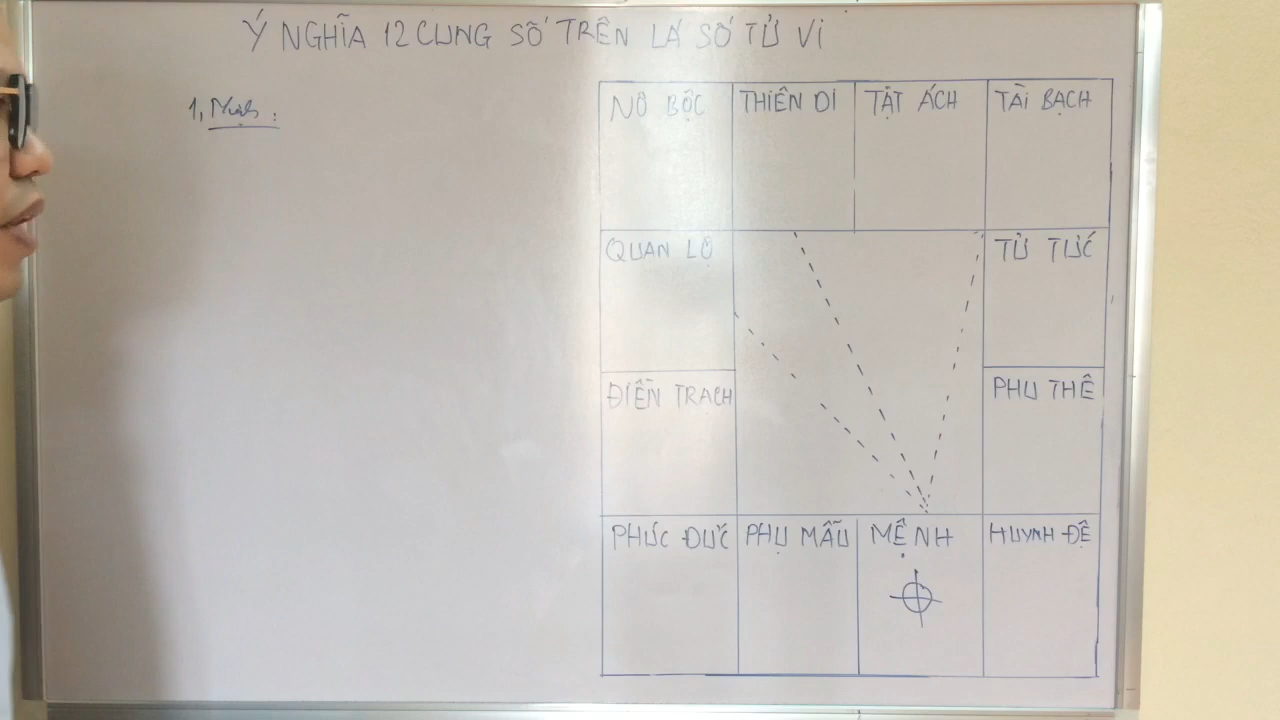 Ý NGHĨA 12 CUNG SỐ TRÊN LÁ SỐ TỬ VI
1, Mệnh :
NÔ BỘC
THIÊN DI
TẬT ÁCH
TÀI BẠCH
QUAN LỘ
TỬ TỨC
ĐIỀN TRẠCH
PHU THÊ
PHÚC ĐỨC
PHỤ MẪU
MỆNH
HUYNH ĐỆ